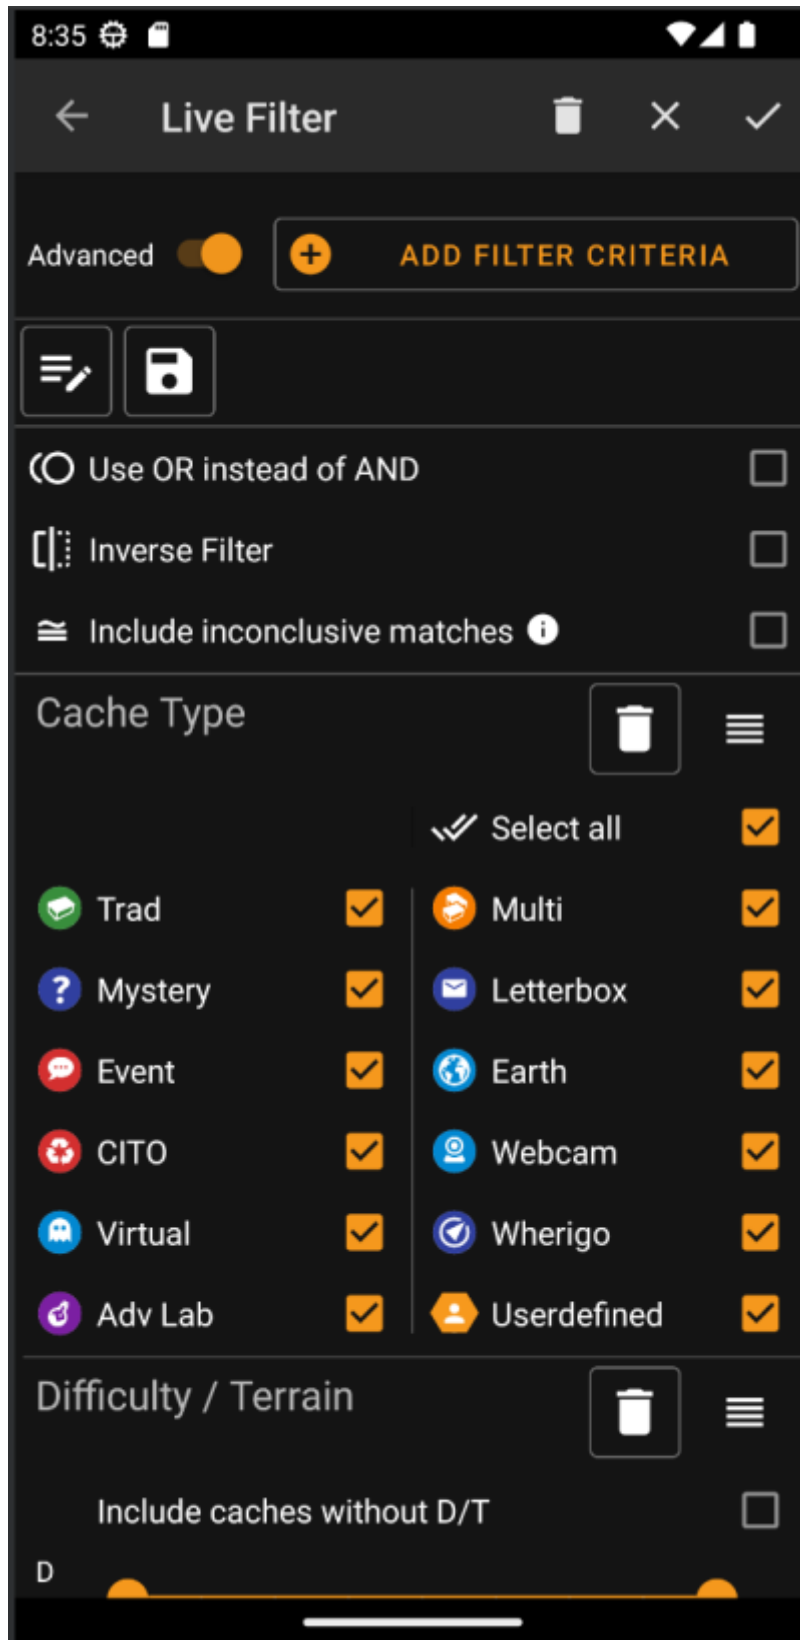 8:35
Live Filter
Advanced
ADD FILTER CRITERIA
Use OR instead of AND
Inverse Filter
Include inconclusive matches
Cache Type
Select all
Trad
Multi
Mystery
Letterbox
Event
Earth
CITO
Webcam
Virtual
Wherigo
Adv Lab
Userdefined
Difficulty / Terrain
Include caches without D/T
D